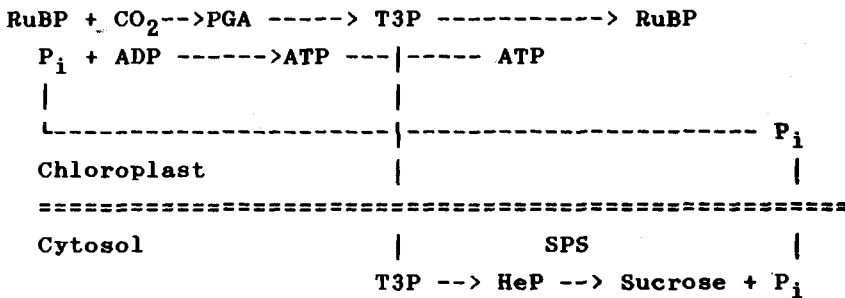 RuBP + CO2-->PGA -----> T3P ------------> RuBP
Pi + ADP ------>ATP ---|----- ATP
| |
└-----------------------|----------------------- Pi
Chloroplast | |
====================================================
Cytosol | SPS |
T3P --> HeP --> Sucrose + Pi